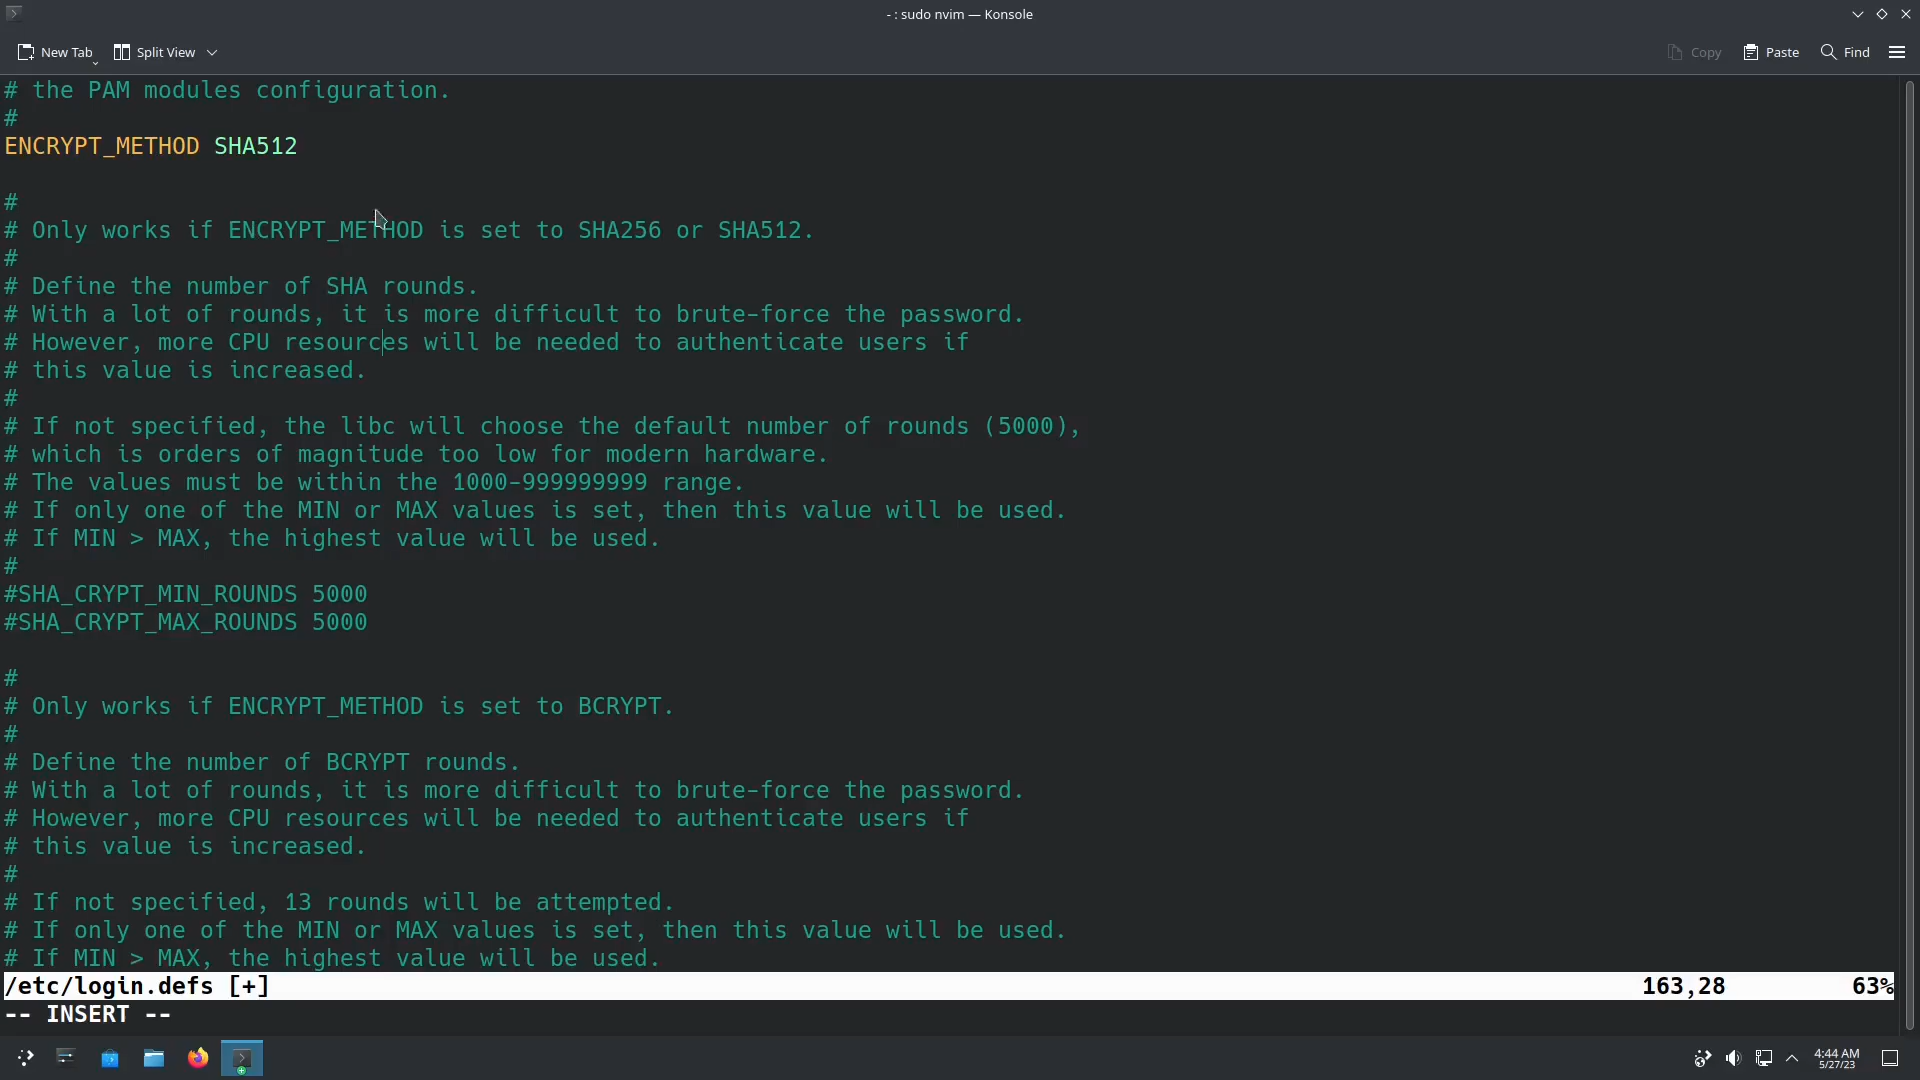 - : sudo nvim — Konsole
New Tab
Split View
Copy
Paste
Find
# the PAM modules configuration.
#
ENCRYPT_METHOD SHA512
#
# Only works if ENCRYPT_METHOD is set to SHA256 or SHA512.
#
# Define the number of SHA rounds.
# With a lot of rounds, it is more difficult to brute-force the password.
# However, more CPU resources will be needed to authenticate users if
# this value is increased.
#
# If not specified, the libc will choose the default number of rounds (5000),
# which is orders of magnitude too low for modern hardware.
# The values must be within the 1000-999999999 range.
# If only one of the MIN or MAX values is set, then this value will be used.
# If MIN > MAX, the highest value will be used.
#
#SHA_CRYPT_MIN_ROUNDS 5000
#SHA_CRYPT_MAX_ROUNDS 5000
#
# Only works if ENCRYPT_METHOD is set to BCRYPT.
#
# Define the number of BCRYPT rounds.
# With a lot of rounds, it is more difficult to brute-force the password.
# However, more CPU resources will be needed to authenticate users if
# this value is increased.
#
# If not specified, 13 rounds will be attempted.
# If only one of the MIN or MAX values is set, then this value will be used.
# If MIN > MAX, the highest value will be used.
/etc/login.defs [+] 163,28 63%
-- INSERT --
4:44 AM
5/27/23